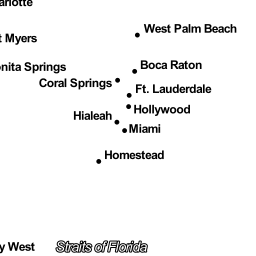 arlotte
West Palm Beach
t Myers
Boca Raton
nita Springs
Coral Springs
Ft. Lauderdale
Hollywood
Hialeah
Miami
Homestead
y West
Straits of Florida